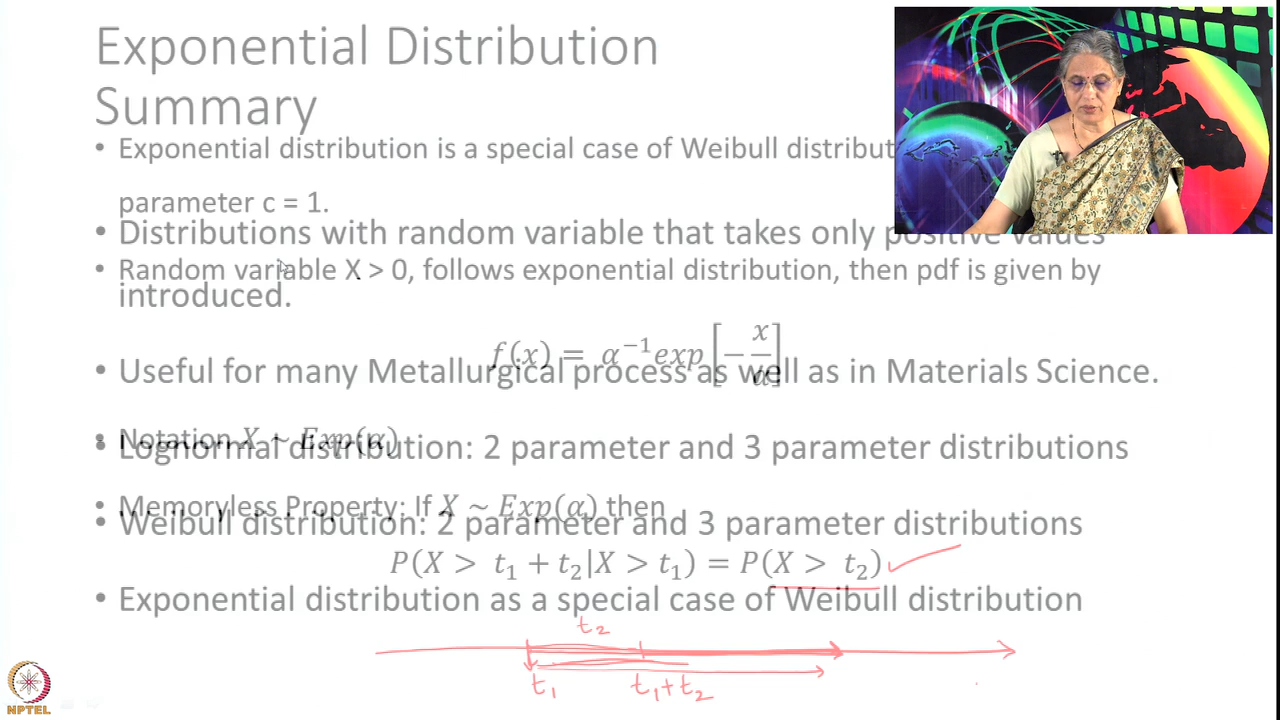 Exponential Distribution
Summary
• Exponential distribution is a special case of Weibull distribut
parameter c = 1.
• Distributions with random variable that takes only positive values
• Random variable X > 0, follows exponential distribution, then pdf is given by
introduced.
f(x) = α⁻¹exp[−x/α]
• Useful for many Metallurgical process as well as in Materials Science.
• Notation X ~ Exp(α)
• Lognormal distribution: 2 parameter and 3 parameter distributions
• Memoryless Property: If X ~ Exp(α) then
• Weibull distribution: 2 parameter and 3 parameter distributions
P(X > t₁ + t₂|X > t₁) = P(X > t₂)
• Exponential distribution as a special case of Weibull distribution
t₂
t₁ t₁+t₂
NPTEL